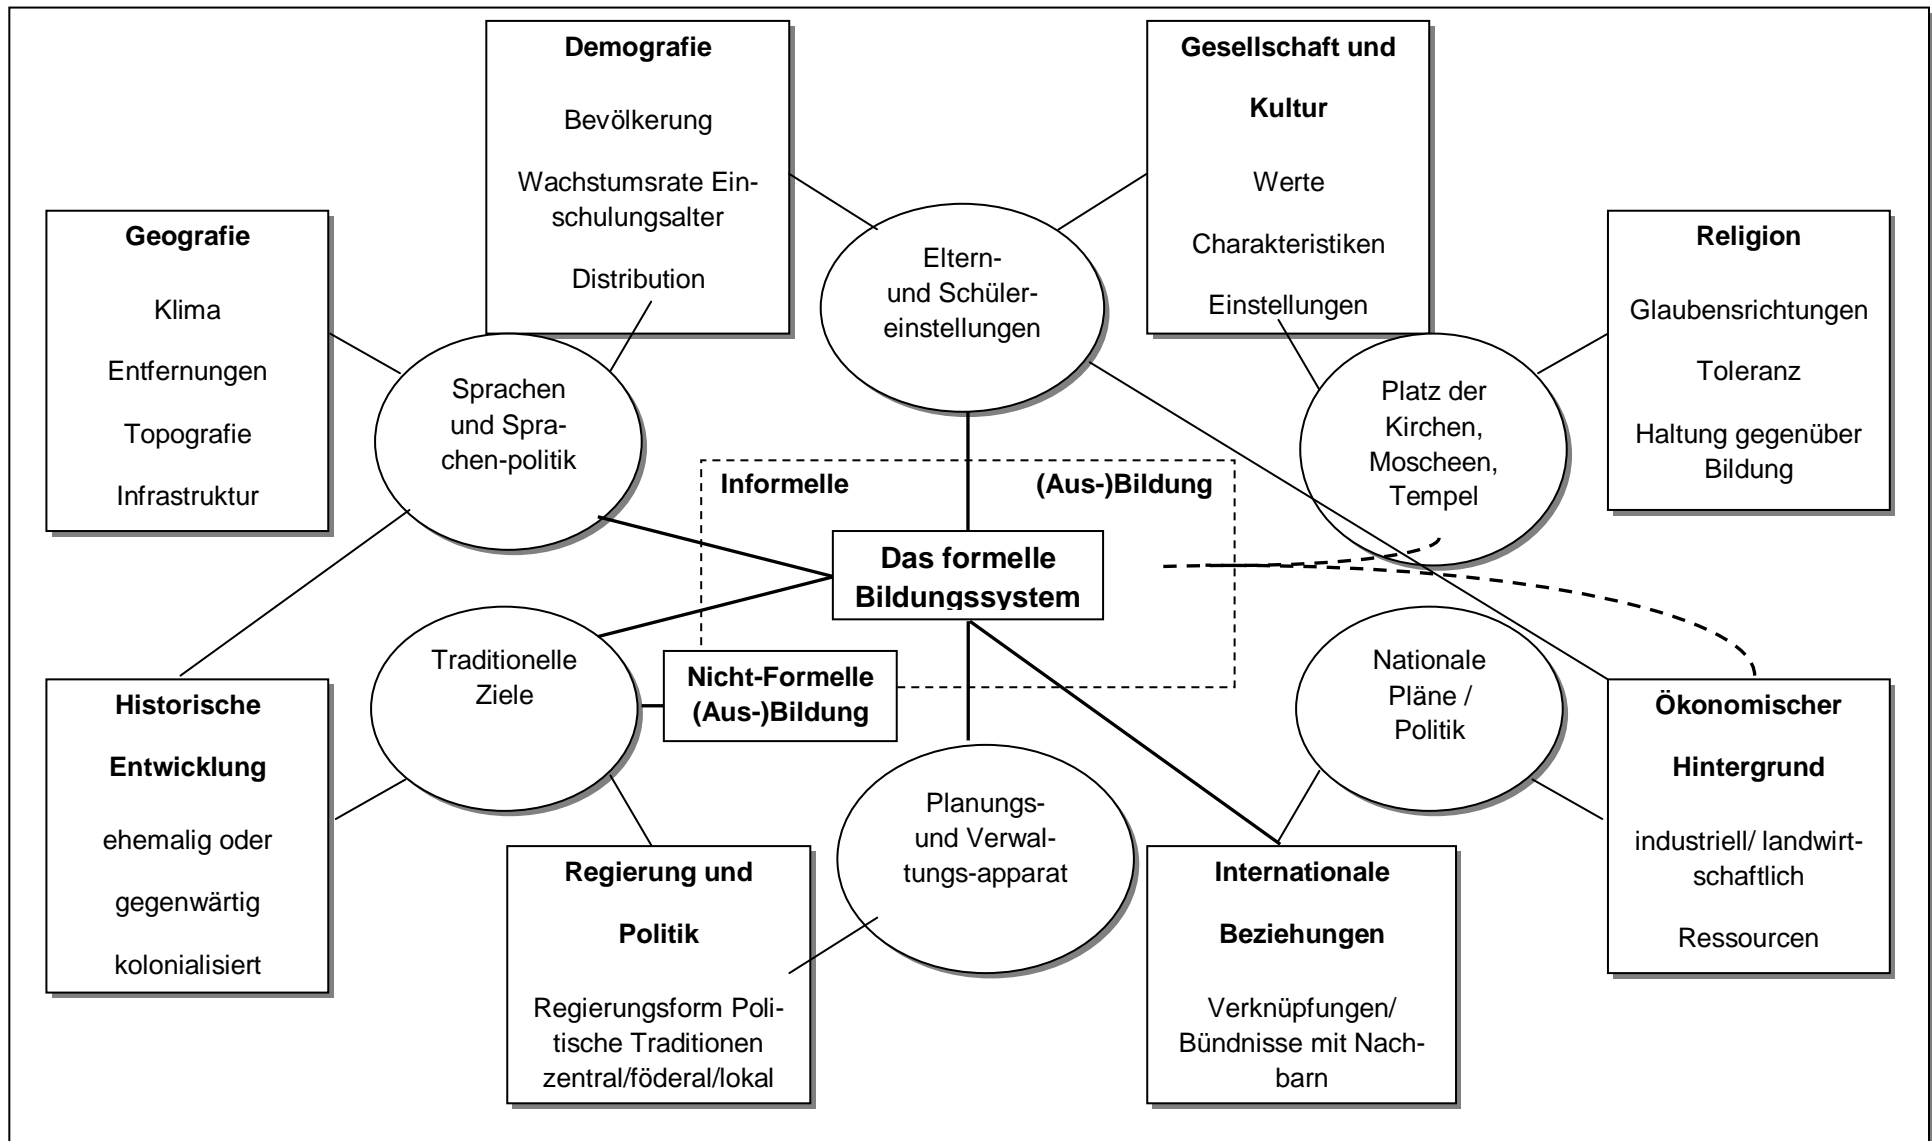 Demografie
Bevölkerung
Wachstumsrate Ein-
schulungsalter
Distribution
Gesellschaft und
Kultur
Werte
Charakteristiken
Einstellungen
Geografie
Klima
Entfernungen
Topografie
Infrastruktur
Eltern-
und Schüler-
einstellungen
Religion
Glaubensrichtungen
Toleranz
Haltung gegenüber
Bildung
Sprachen
und Spra-
chen-politik
Platz der
Kirchen,
Moscheen,
Tempel
Informelle (Aus-)Bildung
Das formelle
Bildungssystem
Traditionelle
Ziele
Nicht-Formelle
(Aus-)Bildung
Nationale
Pläne /
Politik
Historische
Entwicklung
ehemalig oder
gegenwärtig
kolonialisiert
Regierung und
Politik
Regierungsform Poli-
tische Traditionen
zentral/föderal/lokal
Planungs-
und Verwal-
tungs-apparat
Internationale
Beziehungen
Verknüpfungen/
Bündnisse mit Nach-
barn
Ökonomischer
Hintergrund
industriell/ landwirt-
schaftlich
Ressourcen